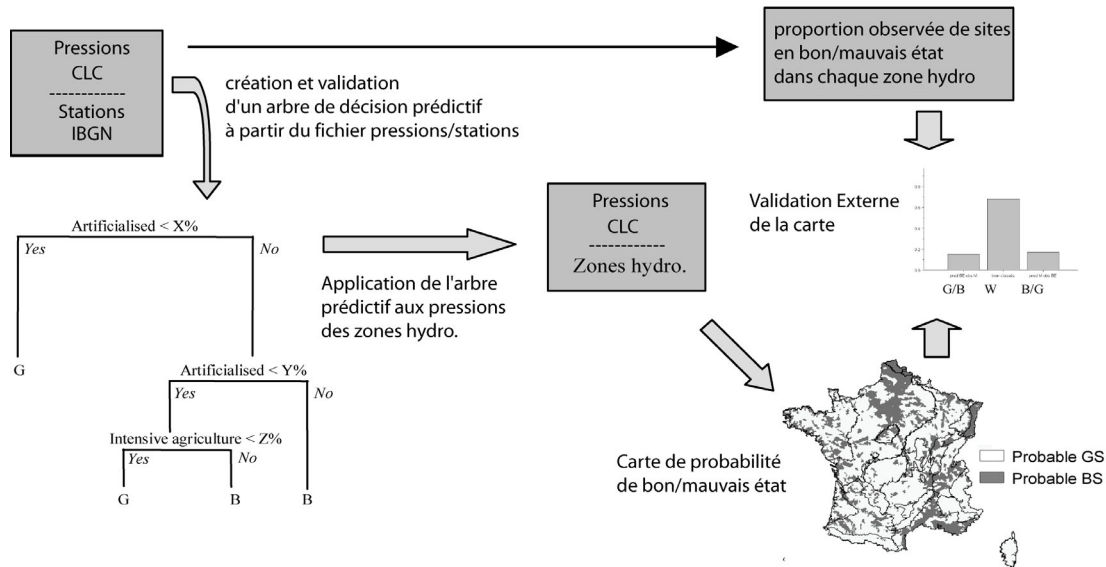 Pressions
CLC
------------
Stations
IBGN
création et validation
d'un arbre de décision prédictif
à partir du fichier pressions/stations
proportion observée de sites
en bon/mauvais état
dans chaque zone hydro
Artificialised < X%
Yes
No
G
Artificialised < Y%
Yes
No
Intensive agriculture < Z%
Yes
No
G
B
B
Application de l'arbre
prédictif aux pressions
des zones hydro.
Pressions
CLC
------------
Zones hydro.
Validation Externe
de la carte
G/B
W
B/G
Carte de probabilité
de bon/mauvais état
Probable GS
Probable BS